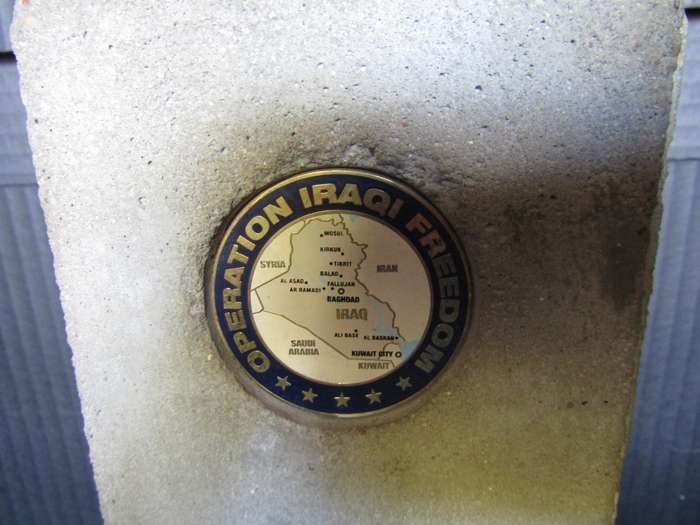 OPERATION IRAQI FREEDOM
MOSUL
KIRKUK
SYRIA
TIKRIT
IRAN
BALAD
AL ASAD
FALLUJAH
AR RAMADI
BAGHDAD
IRAQ
ALI BASE
AL BASRAH
SAUDI
ARABIA
KUWAIT CITY
KUWAIT